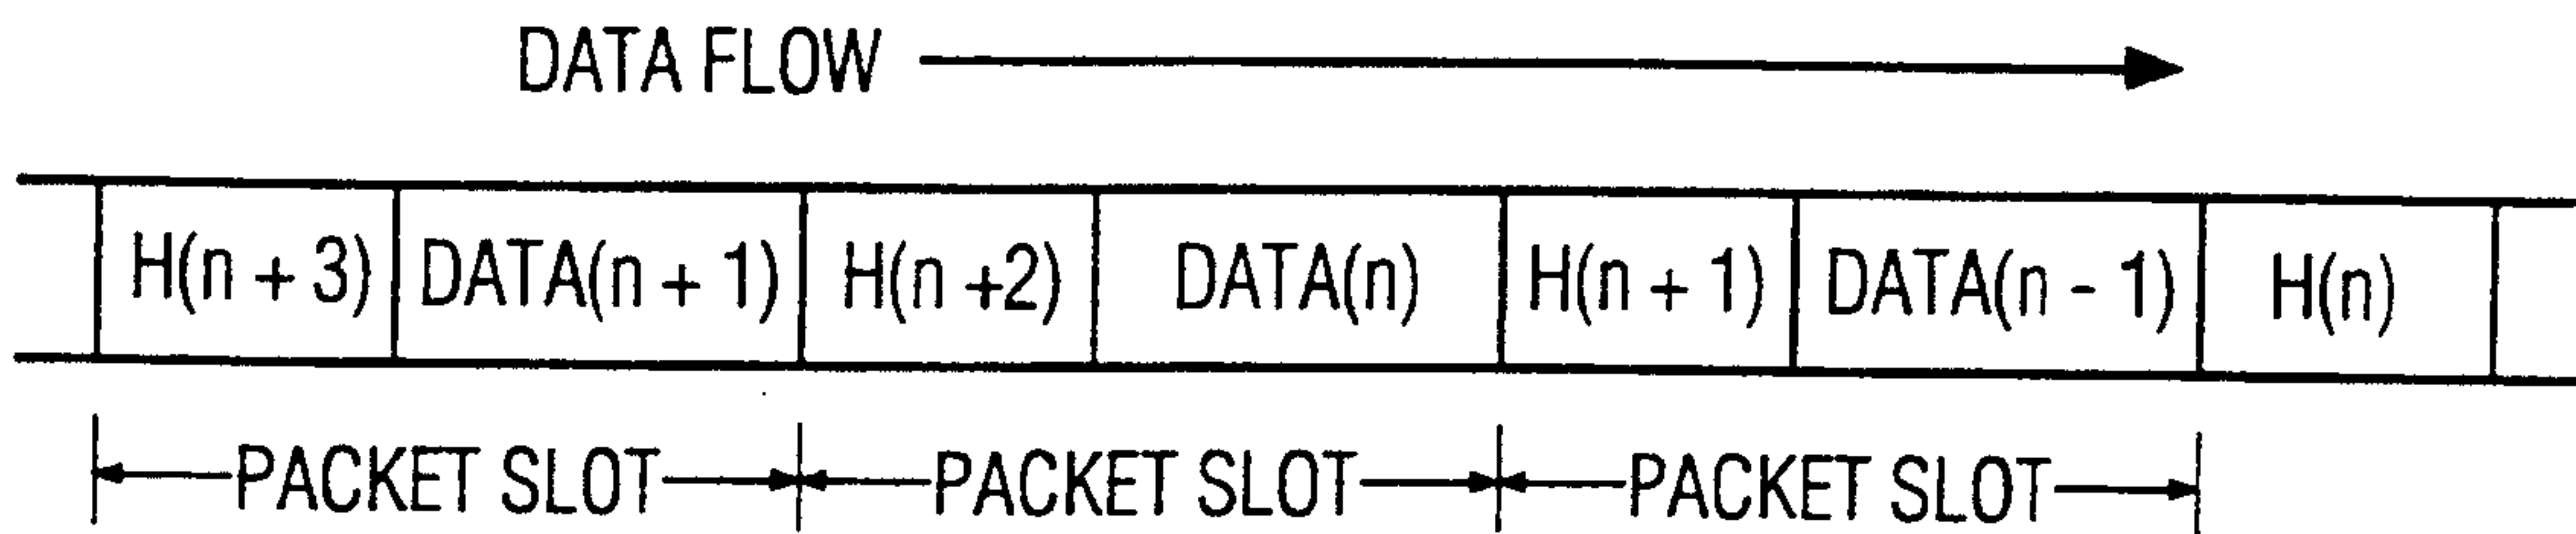 DATA FLOW
H(n + 3) DATA(n + 1) H(n +2) DATA(n) H(n + 1) DATA(n - 1) H(n)
PACKET SLOT PACKET SLOT PACKET SLOT